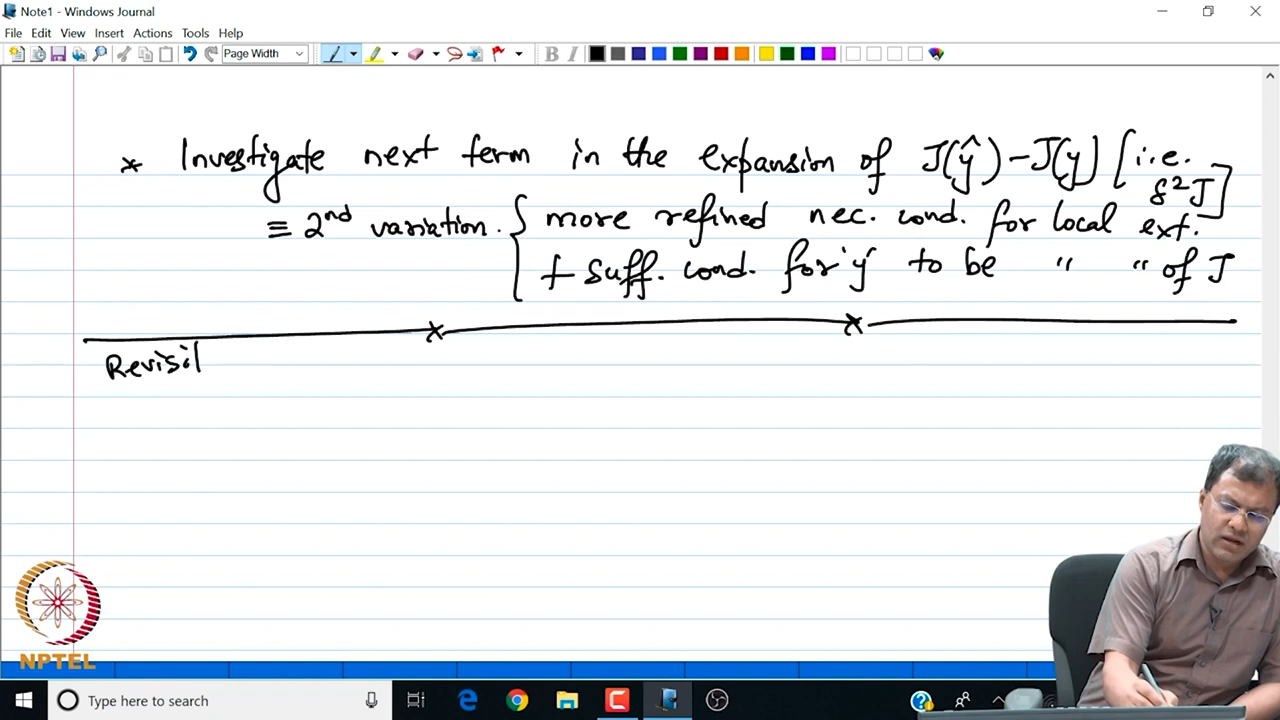 Note1 - Windows Journal
File Edit View Insert Actions Tools Help
Page Width B I
* Investigate next term in the expansion of J(ŷ) - J(y) [i.e. δ²J]
≡ 2nd variation. { more refined nec. cond. for local ext.
+ Suff. cond. for 'y' to be " " of J
Revisit
NPTEL
Type here to search